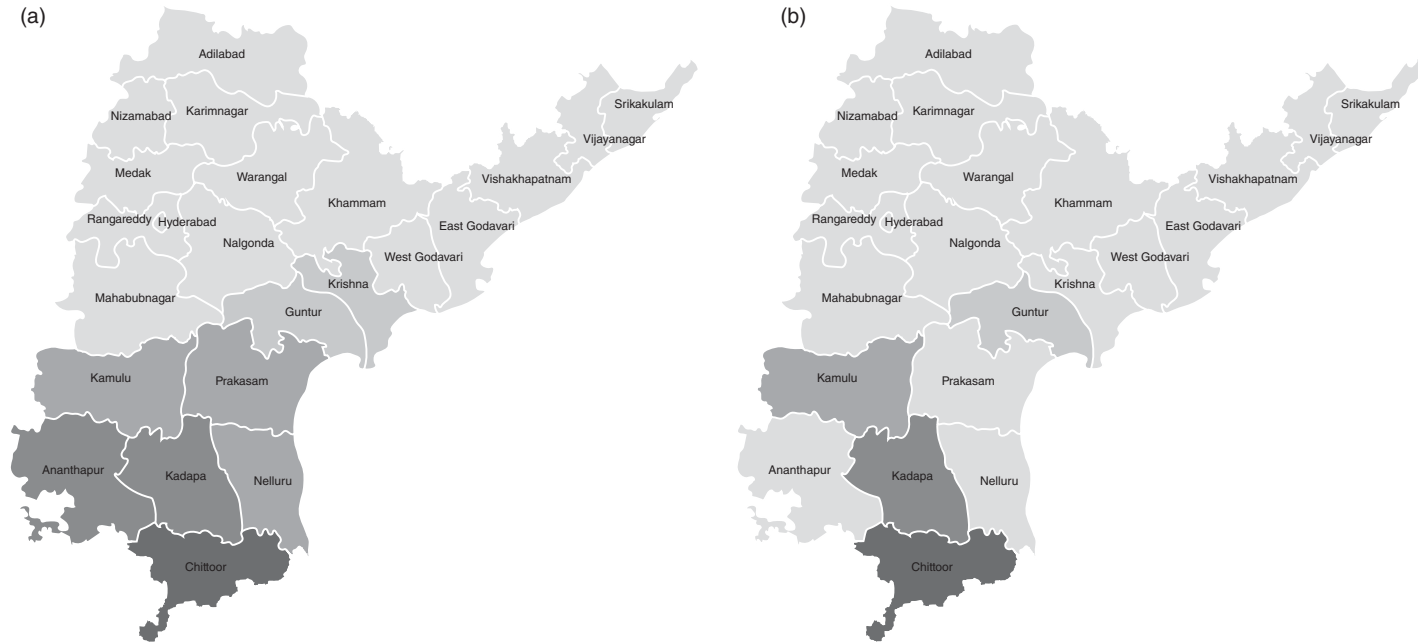 (a)
Adilabad
Nizamabad
Karimnagar
Srikakulam
Vijayanagar
Medak
Warangal
Vishakhapatnam
Khammam
Rangareddy
Hyderabad
East Godavari
Nalgonda
West Godavari
Krishna
Mahabubnagar
Guntur
Kamulu
Prakasam
Ananthapur
Kadapa
Nelluru
Chittoor
(b)
Adilabad
Nizamabad
Karimnagar
Srikakulam
Vijayanagar
Medak
Warangal
Vishakhapatnam
Khammam
Rangareddy
Hyderabad
East Godavari
Nalgonda
West Godavari
Krishna
Mahabubnagar
Guntur
Kamulu
Prakasam
Ananthapur
Kadapa
Nelluru
Chittoor